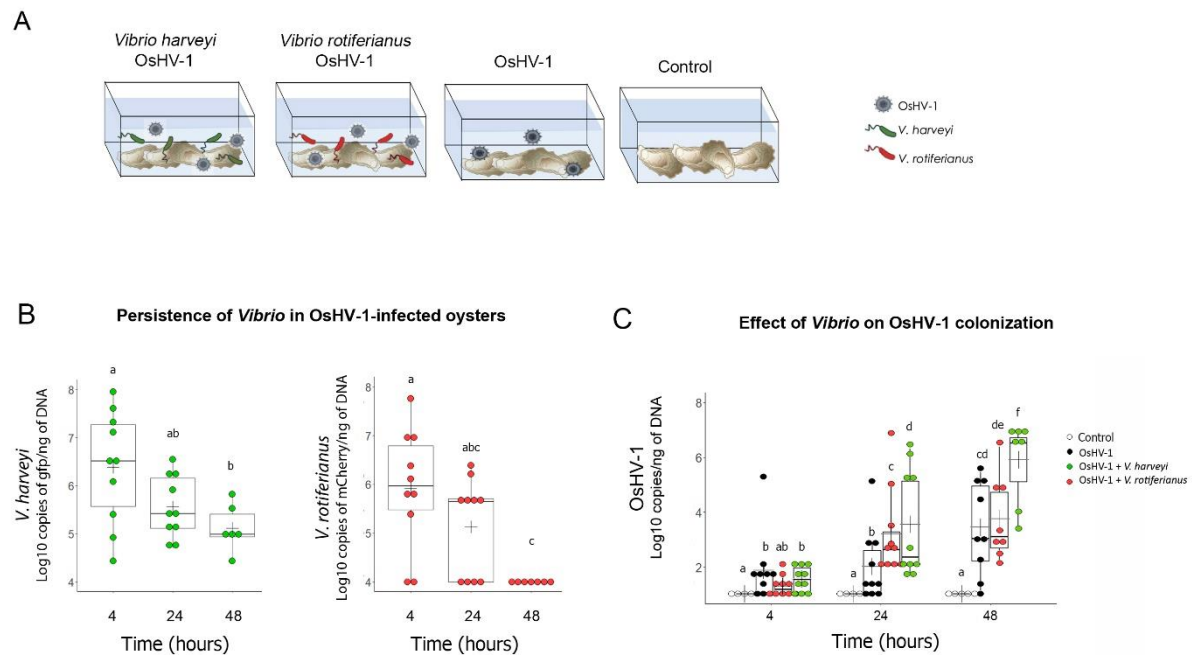 A
Vibrio harveyi
OsHV-1
Vibrio rotiferianus
OsHV-1
OsHV-1
Control
OsHV-1
V. harveyi
V. rotiferianus
B
Persistence of Vibrio in OsHV-1-infected oysters
V. harveyi
Log10 copies of gfp/ng of DNA
8
7
6
5
4
a
ab
b
4
24
48
Time (hours)
V. rotiferianus
Log10 copies of mCherry/ng of DNA
8
7
6
5
4
a
abc
c
4
24
48
Time (hours)
C
Effect of Vibrio on OsHV-1 colonization
OsHV-1
Log10 copies/ng of DNA
8
6
4
2
a
b
ab
b
a
b
c
d
a
cd
de
f
4
24
48
Time (hours)
Control
OsHV-1
OsHV-1 + V. harveyi
OsHV-1 + V. rotiferianus